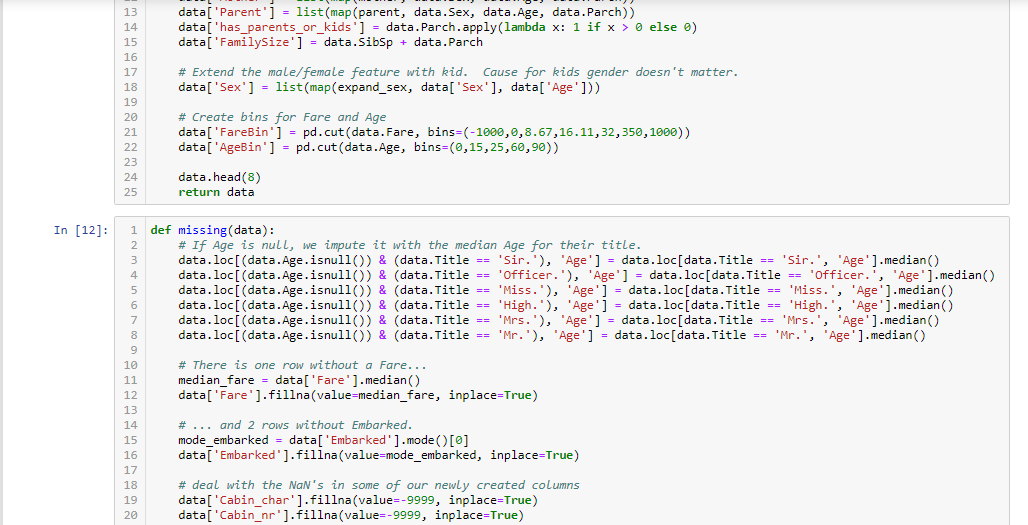 13 data['Parent'] = list(map(parent, data.Sex, data.Age, data.Parch))
14 data['has_parents_or_kids'] = data.Parch.apply(lambda x: 1 if x > 0 else 0)
15 data['FamilySize'] = data.SibSp + data.Parch
16
17 # Extend the male/female feature with kid.  Cause for kids gender doesn't matter.
18 data['Sex'] = list(map(expand_sex, data['Sex'], data['Age']))
19
20 # Create bins for Fare and Age
21 data['FareBin'] = pd.cut(data.Fare, bins=(-1000,0,8.67,16.11,32,350,1000))
22 data['AgeBin'] = pd.cut(data.Age, bins=(0,15,25,60,90))
23
24 data.head(8)
25 return data
In [12]: 1 def missing(data):
2 # If Age is null, we impute it with the median Age for their title.
3 data.loc[(data.Age.isnull()) & (data.Title == 'Sir.'), 'Age'] = data.loc[data.Title == 'Sir.', 'Age'].median()
4 data.loc[(data.Age.isnull()) & (data.Title == 'Officer.'), 'Age'] = data.loc[data.Title == 'Officer.', 'Age'].median()
5 data.loc[(data.Age.isnull()) & (data.Title == 'Miss.'), 'Age'] = data.loc[data.Title == 'Miss.', 'Age'].median()
6 data.loc[(data.Age.isnull()) & (data.Title == 'High.'), 'Age'] = data.loc[data.Title == 'High.', 'Age'].median()
7 data.loc[(data.Age.isnull()) & (data.Title == 'Mrs.'), 'Age'] = data.loc[data.Title == 'Mrs.', 'Age'].median()
8 data.loc[(data.Age.isnull()) & (data.Title == 'Mr.'), 'Age'] = data.loc[data.Title == 'Mr.', 'Age'].median()
9
10 # There is one row without a Fare...
11 median_fare = data['Fare'].median()
12 data['Fare'].fillna(value=median_fare, inplace=True)
13
14 # ... and 2 rows without Embarked.
15 mode_embarked = data['Embarked'].mode()[0]
16 data['Embarked'].fillna(value=mode_embarked, inplace=True)
17
18 # deal with the NaN's in some of our newly created columns
19 data['Cabin_char'].fillna(value=-9999, inplace=True)
20 data['Cabin_nr'].fillna(value=-9999, inplace=True)